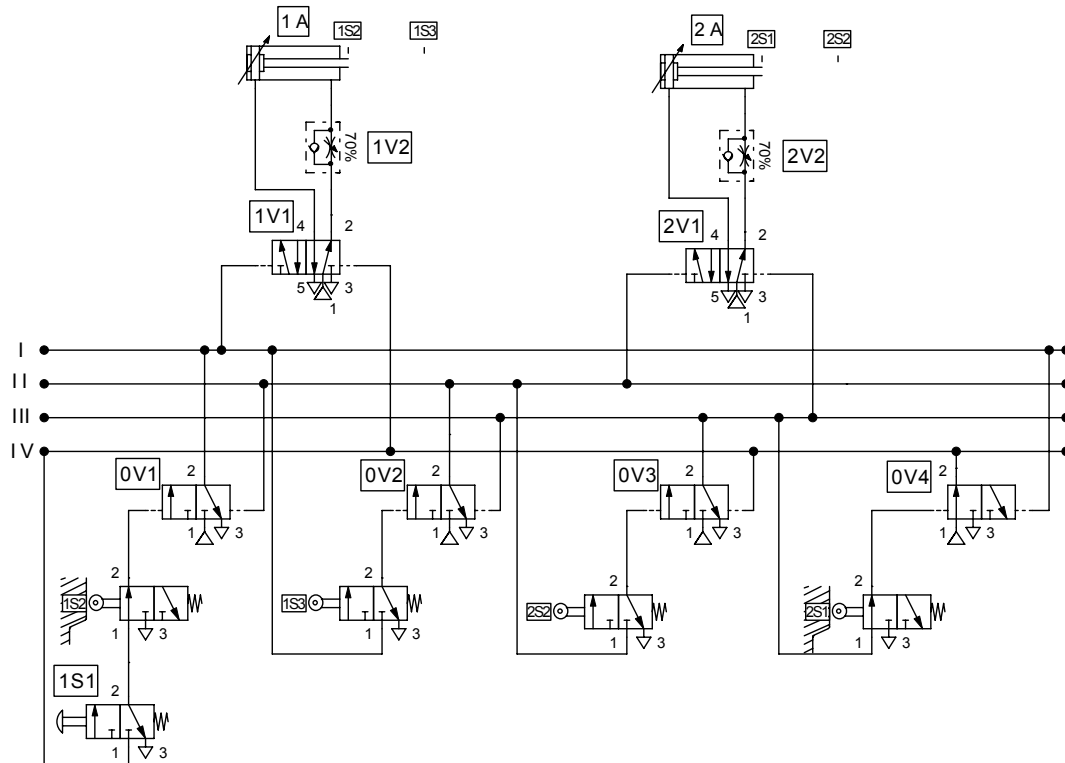 1A 1S2 1S3 2A 2S1 2S2
70% 1V2 70% 2V2
1V1 4 2 2V1 4 2
5 3 5 3
1 1
I
II
III
IV
0V1 2 0V2 2 0V3 2 0V4 2
1 3 1 3 1 3 1 3
2 2 2 2
1S2 1S3 2S2 2S1
1 3 1 3 1 3 1 3
1S1 2
1 3